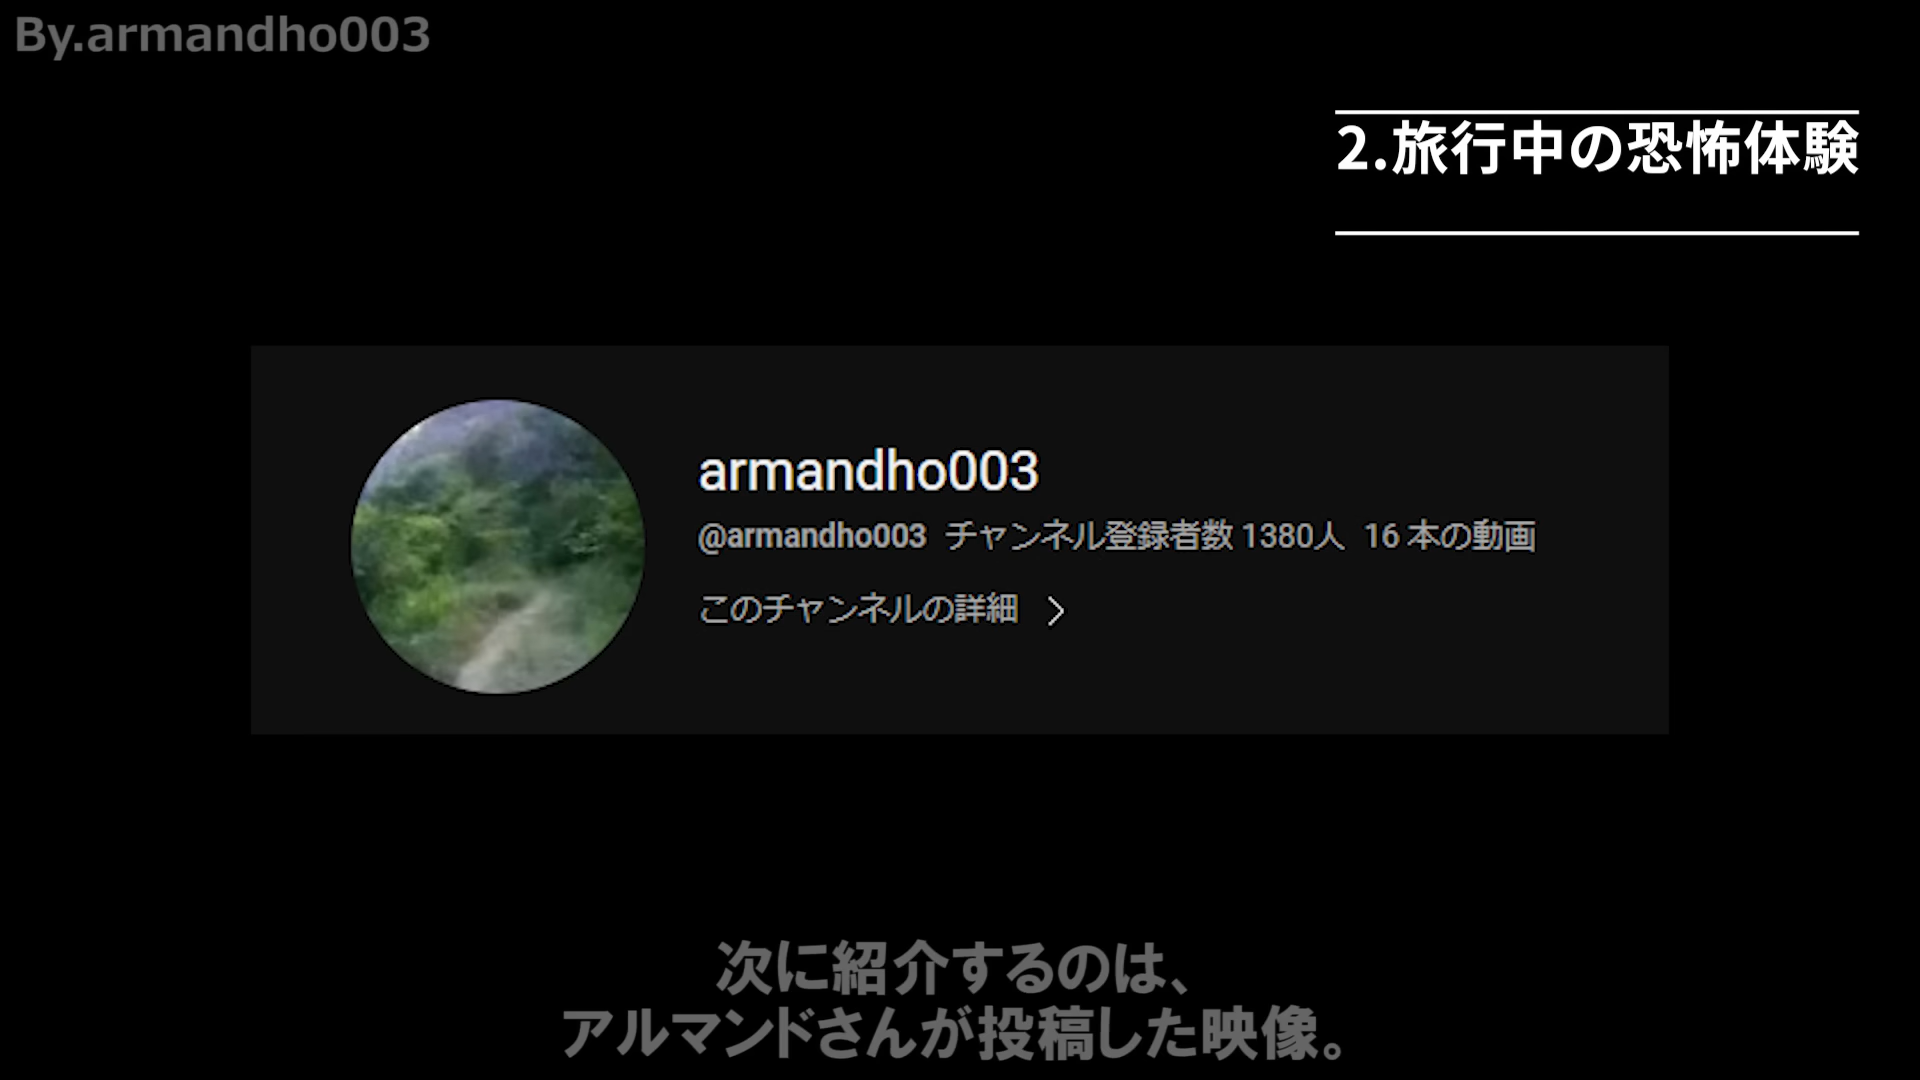 By.armandho003
2.旅行中の恐怖体験
armandho003
@armandho003 チャンネル登録者数 1380人 16 本の動画
このチャンネルの詳細 >
次に紹介するのは、
アルマンドさんが投稿した映像。